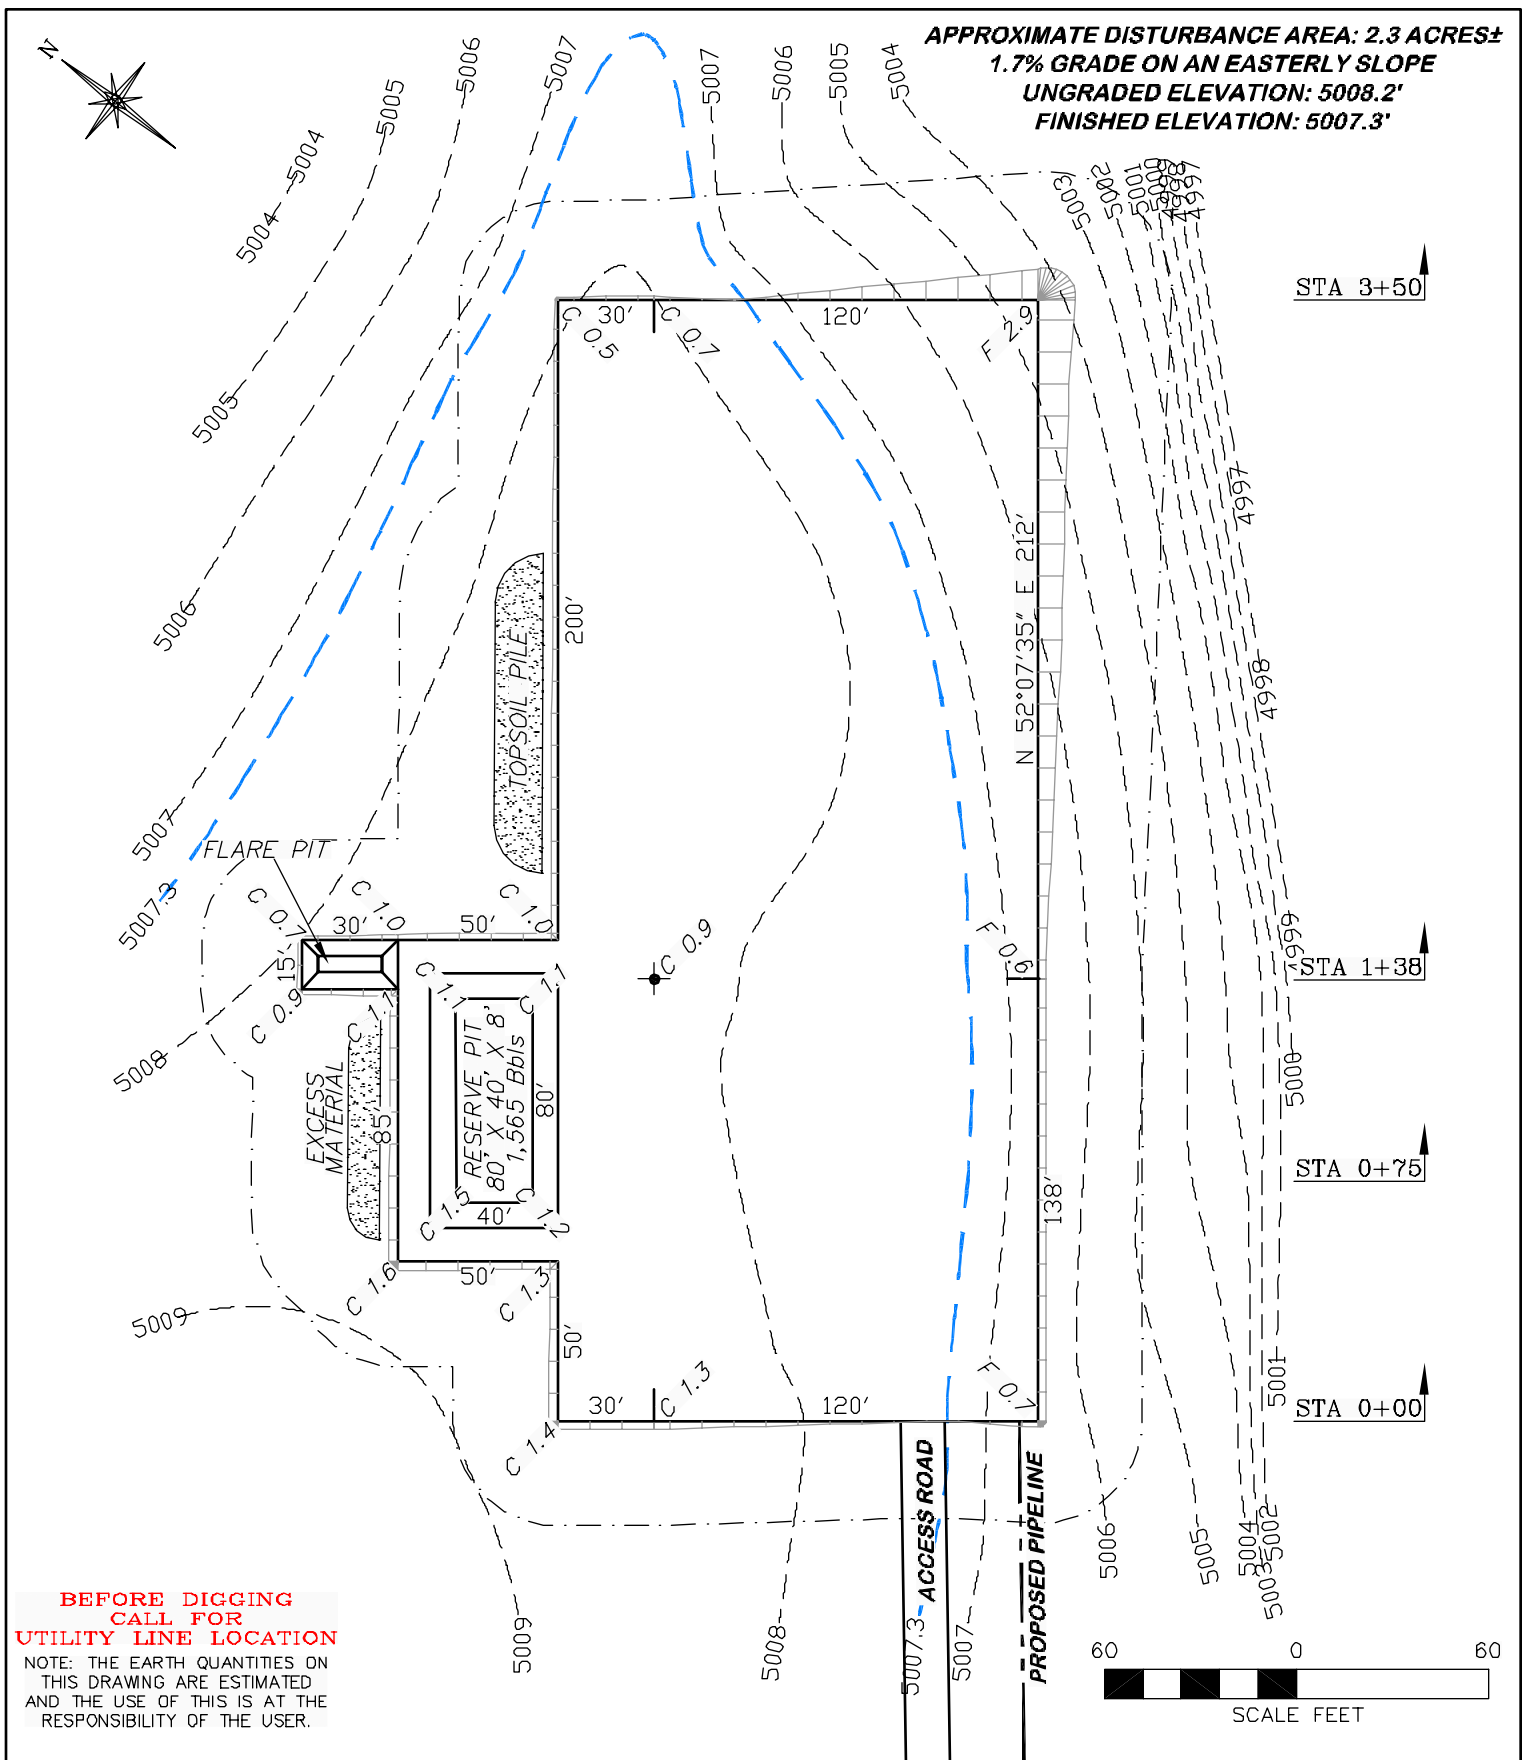 N
APPROXIMATE DISTURBANCE AREA: 2.3 ACRES±
1.7% GRADE ON AN EASTERLY SLOPE
UNGRADED ELEVATION: 5008.2'
FINISHED ELEVATION: 5007.3'
5004
5005
5006
5007
5007
5006
5005
5004
5003
5002
5001
5000
4999
4998
4997
5004
5005
5006
5007
5007.3
5008
5009
STA 3+50
30'
120'
C 0.5
C 0.7
F 2.9
200'
TOPSOIL PILE
N 52°07'35" E 212'
4997
4998
4999
5000
5001
FLARE PIT
C 0.7
C 1.0
C 1.0
30'
50'
15'
C 0.9
C 1.1
C 1.1
C 1.1
C 0.9
F 0.6
STA 1+38
EXCESS
MATERIAL
85'
RESERVE PIT
80' X 40' X 8'
1,565 Bbls
80'
40'
C 1.5
C 1.2
STA 0+75
138'
C 1.6
50'
C 1.3
50'
30'
C 1.3
120'
F 0.7
C 1.4
STA 0+00
ACCESS ROAD
PROPOSED PIPELINE
5009
5008
5007.3
5007
5006
5005
5004
5003
5002
BEFORE DIGGING
CALL FOR
UTILITY LINE LOCATION
NOTE: THE EARTH QUANTITIES ON
THIS DRAWING ARE ESTIMATED
AND THE USE OF THIS IS AT THE
RESPONSIBILITY OF THE USER.
60 0 60
SCALE FEET